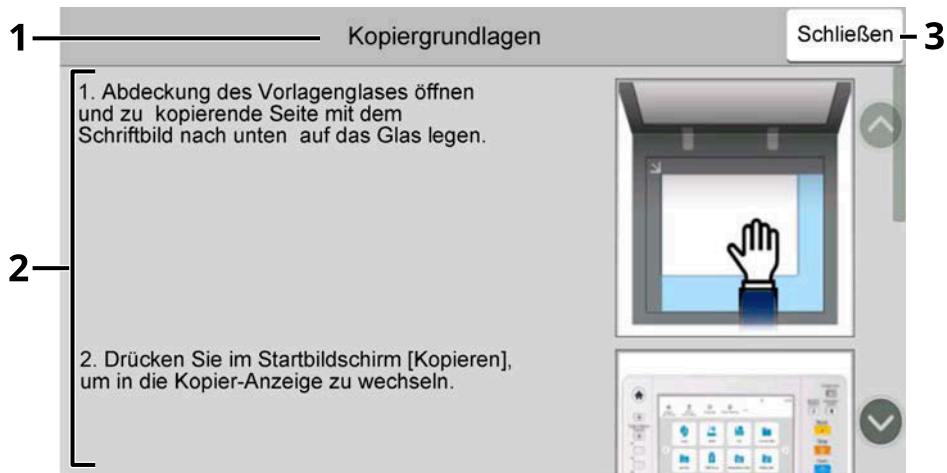 1
Kopiergrundlagen
Schließen
3
1. Abdeckung des Vorlagenglases öffnen
und zu  kopierende Seite mit dem
Schriftbild nach unten  auf das Glas legen.
2
2. Drücken Sie im Startbildschirm [Kopieren],
um in die Kopier-Anzeige zu wechseln.